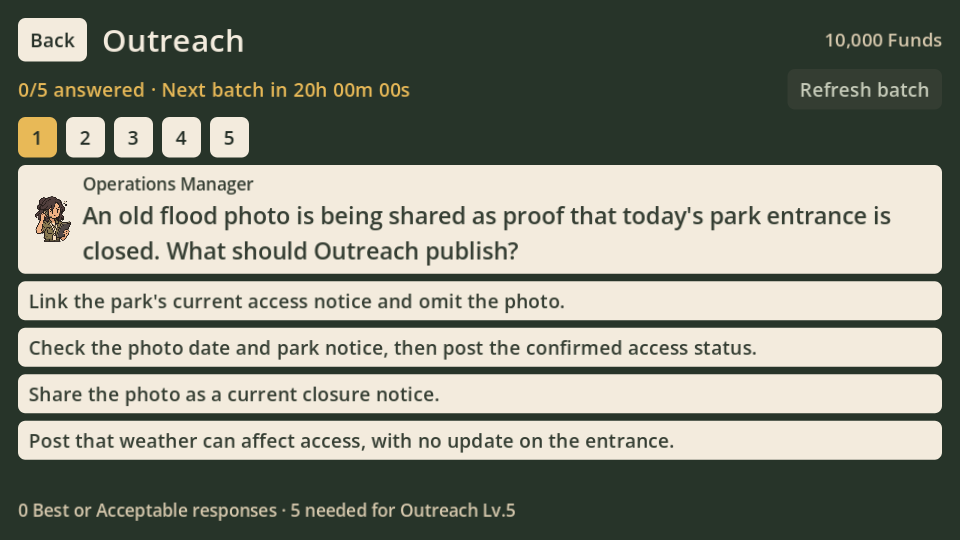 Back
Outreach
10,000 Funds
0/5 answered · Next batch in 20h 00m 00s
Refresh batch
1
2
3
4
5
Operations Manager
An old flood photo is being shared as proof that today's park entrance is
closed. What should Outreach publish?
Link the park's current access notice and omit the photo.
Check the photo date and park notice, then post the confirmed access status.
Share the photo as a current closure notice.
Post that weather can affect access, with no update on the entrance.
0 Best or Acceptable responses · 5 needed for Outreach Lv.5